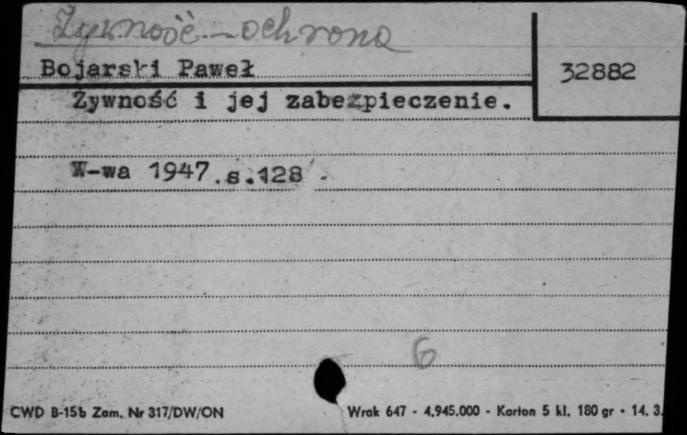 Żywność - ochrona
Bojarski Paweł
32882
Żywność i jej zabezpieczenie.
W-wa 1947.s.128 .
6
CWD B-15b Zam. Nr 317/DW/ON
Wrak 647 - 4.945.000 - Karton 5 kl. 180 gr - 14. 3.